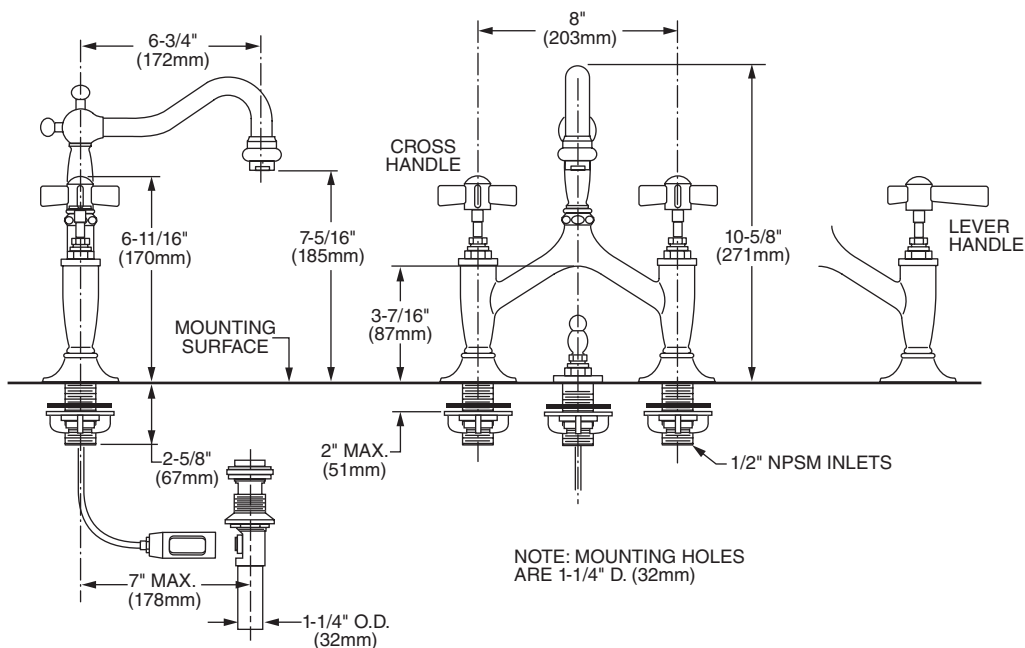 6-3/4"
(172mm)
8"
(203mm)
CROSS
HANDLE
6-11/16"
(170mm)
7-5/16"
(185mm)
10-5/8"
(271mm)
LEVER
HANDLE
3-7/16"
(87mm)
MOUNTING
SURFACE
2-5/8"
(67mm)
2" MAX.
(51mm)
1/2" NPSM INLETS
NOTE: MOUNTING HOLES
ARE 1-1/4" D. (32mm)
7" MAX.
(178mm)
1-1/4" O.D.
(32mm)